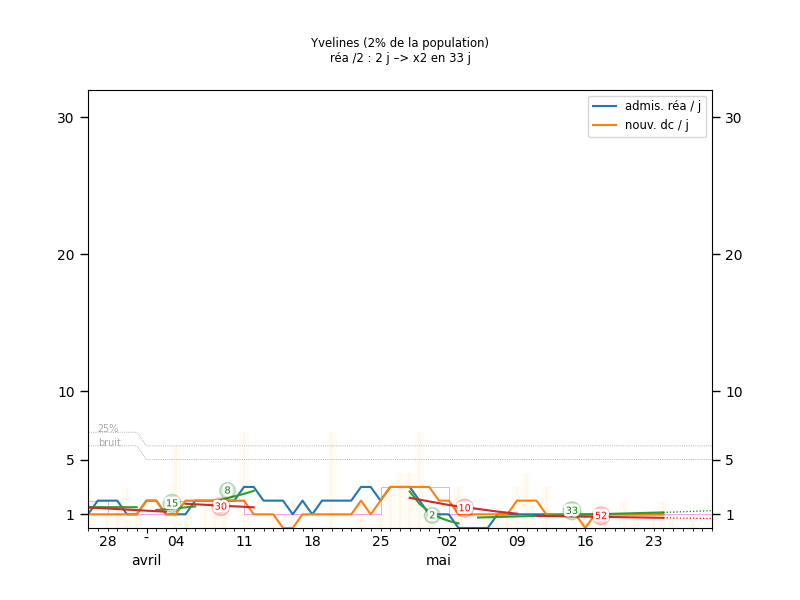 Yvelines (2% de la population)
réa /2 : 2 j –> x2 en 33 j
admis. réa / j
nouv. dc / j
30 30
20 20
10 10
25%
bruit
5 5
8
15
30
10
2
33
52
1 1
28 04 11 18 25 02 09 16 23
avril mai